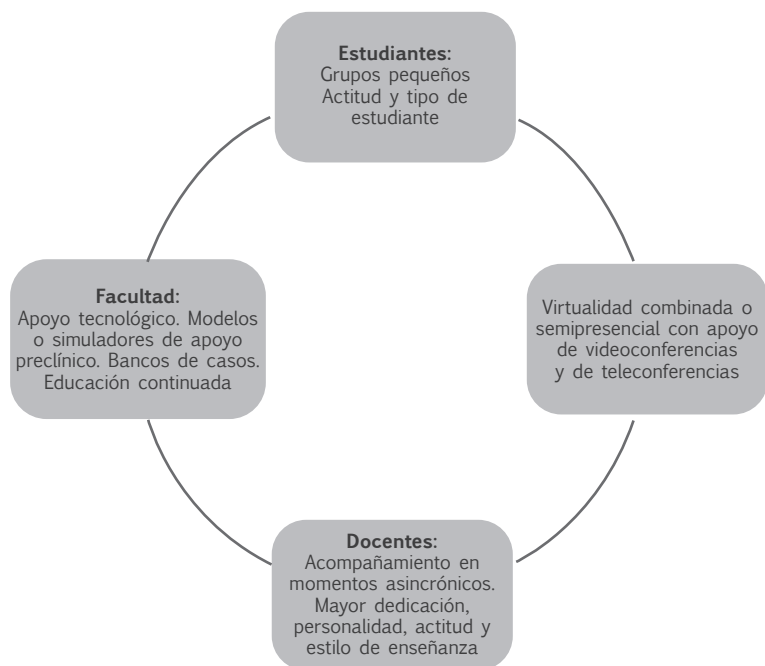 Estudiantes:
Grupos pequeños
Actitud y tipo de
estudiante
Facultad:
Apoyo tecnológico. Modelos
o simuladores de apoyo
preclínico. Bancos de casos.
Educación continuada
Virtualidad combinada o
semipresencial con apoyo
de videoconferencias
y de teleconferencias
Docentes:
Acompañamiento en
momentos asincrónicos.
Mayor dedicación,
personalidad, actitud y
estilo de enseñanza